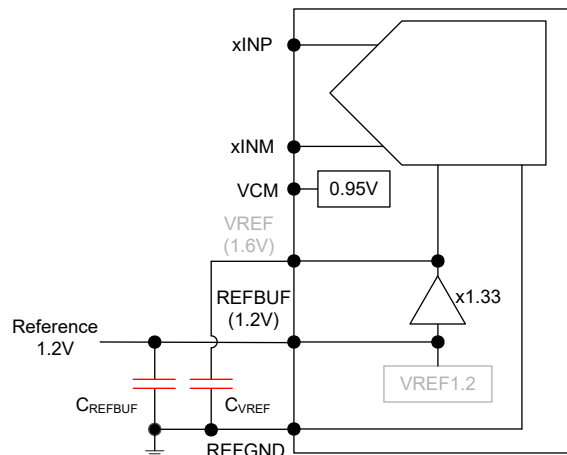 xINP
xINM
VCM
0.95V
VREF
(1.6V)
REFBUF
(1.2V)
x1.33
Reference
1.2V
VREF1.2
CREFBUF
CVREF
REFGND